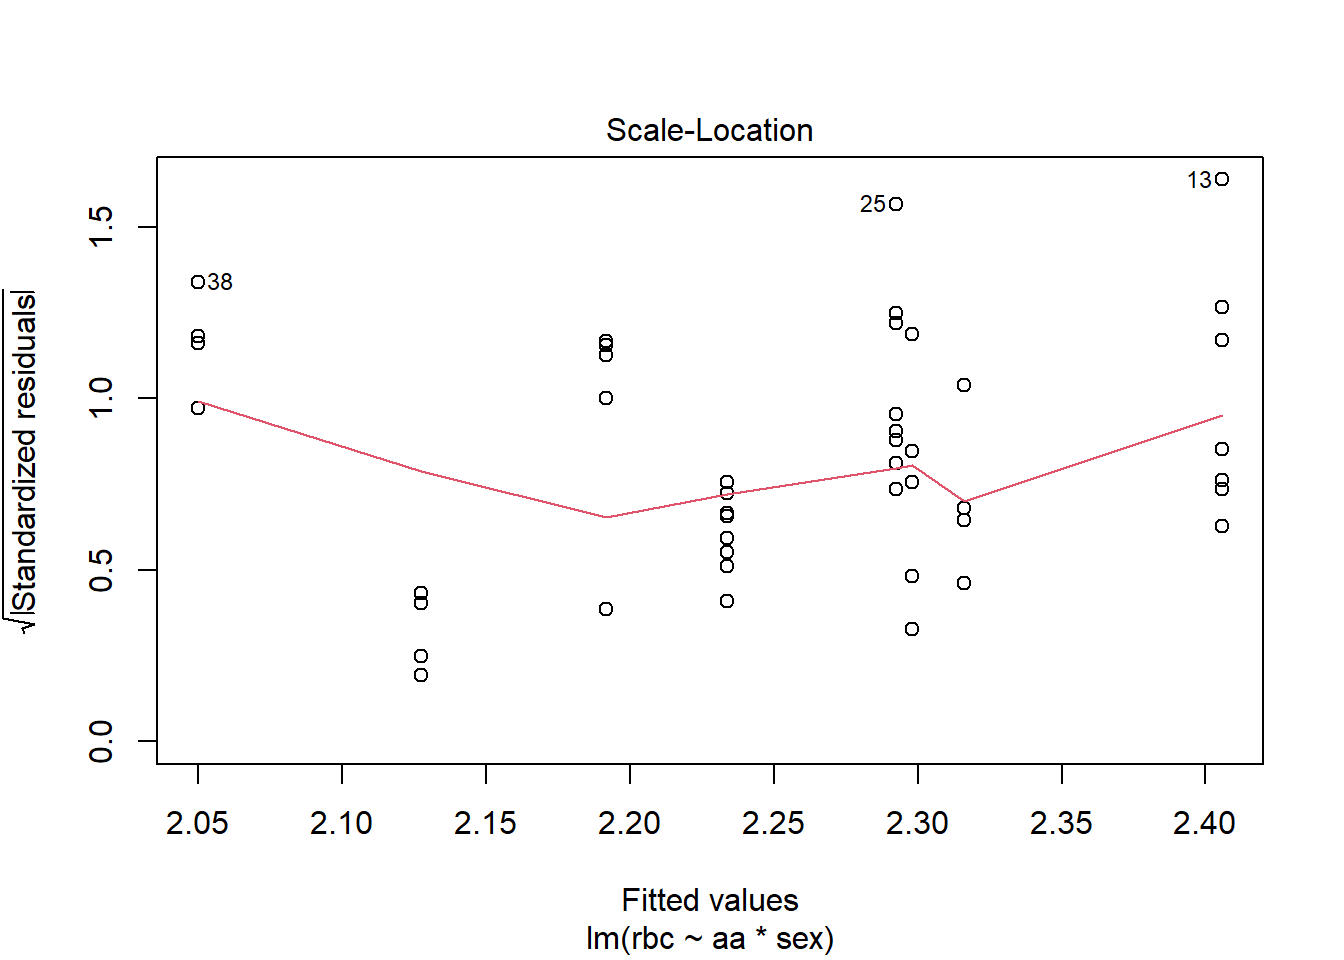 Scale-Location
√|Standardized residuals|
0.0 0.5 1.0 1.5
38
25
13
2.05 2.10 2.15 2.20 2.25 2.30 2.35 2.40
Fitted values
lm(rbc ~ aa * sex)